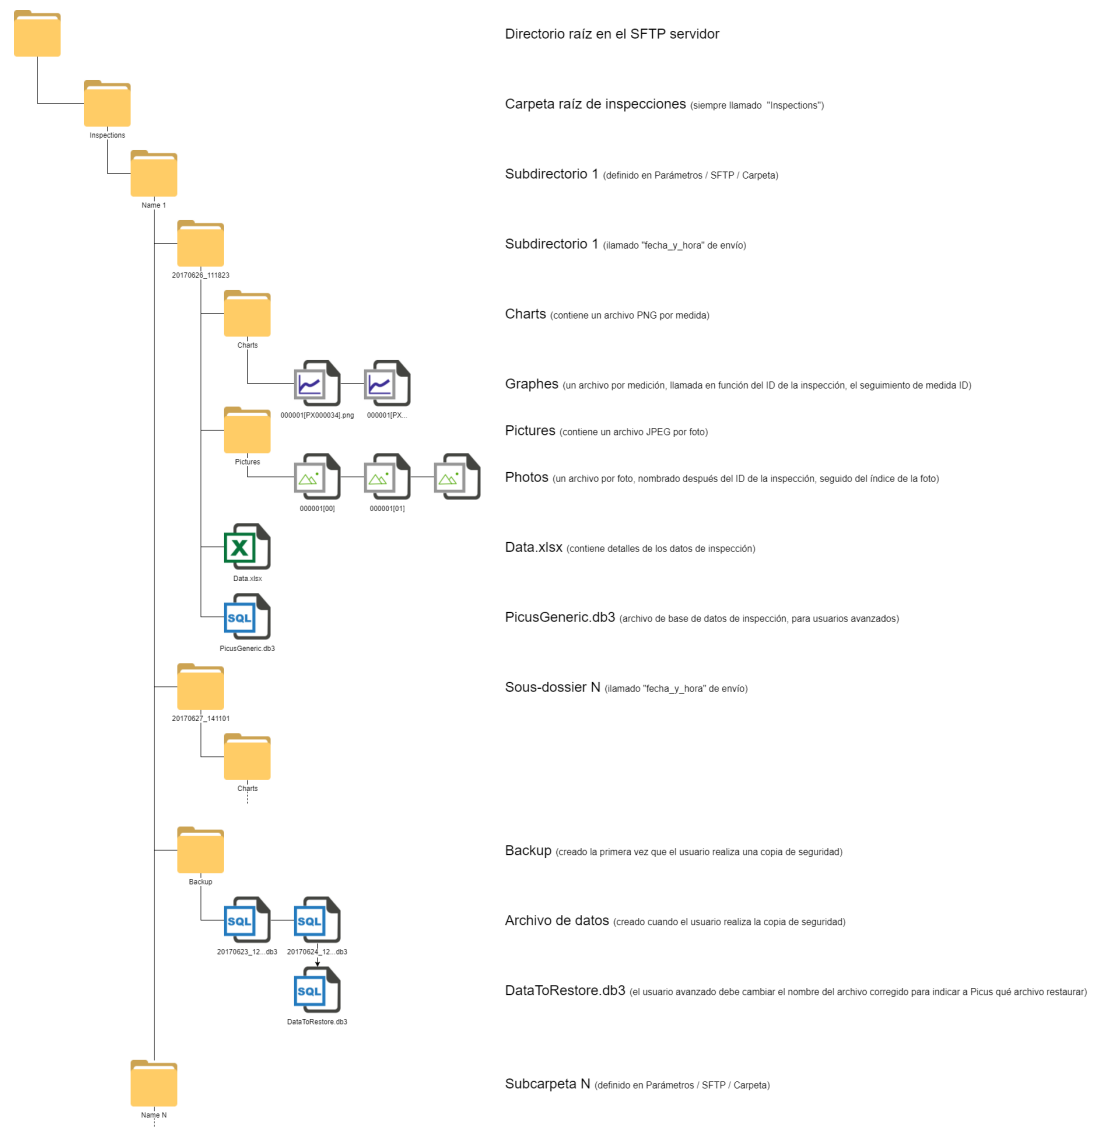 Directorio raíz en el SFTP servidor
Carpeta raíz de inspecciones (siempre llamado "Inspections")
Inspections
Subdirectorio 1 (definido en Parámetros / SFTP / Carpeta)
Name 1
Subdirectorio 1 (ilamado "fecha_y_hora" de envío)
20170626_111823
Charts (contiene un archivo PNG por medida)
Charts
Graphes (un archivo por medición, llamada en función del ID de la inspección, el seguimiento de medida ID)
000001[PX000034].png
000001[PX...
Pictures (contiene un archivo JPEG por foto)
Pictures
Photos (un archivo por foto, nombrado después del ID de la inspección, seguido del índice de la foto)
000001[00]
000001[01]
X
Data.xlsx (contiene detalles de los datos de inspección)
Data.xlsx
SQL
PicusGeneric.db3 (archivo de base de datos de inspección, para usuarios avanzados)
PicusGeneric.db3
Sous-dossier N (ilamado "fecha_y_hora" de envío)
20170627_141101
Charts
Backup (creado la primera vez que el usuario realiza una copia de seguridad)
Backup
SQL
SQL
Archivo de datos (creado cuando el usuario realiza la copia de seguridad)
20170623_12...db3
20170624_12...db3
SQL
DataToRestore.db3 (el usuario avanzado debe cambiar el nombre del archivo corregido para indicar a Picus qué archivo restaurar)
DataToRestore.db3
Subcarpeta N (definido en Parámetros / SFTP / Carpeta)
Name N